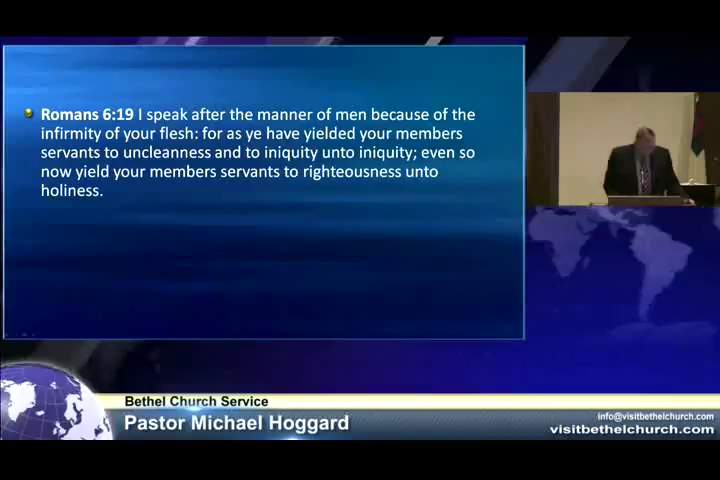 Romans 6:19 I speak after the manner of men because of the
infirmity of your flesh: for as ye have yielded your members
servants to uncleanness and to iniquity unto iniquity; even so
now yield your members servants to righteousness unto
holiness.
Bethel Church Service
Pastor Michael Hoggard
info@visitbethelchurch.com
visitbethelchurch.com